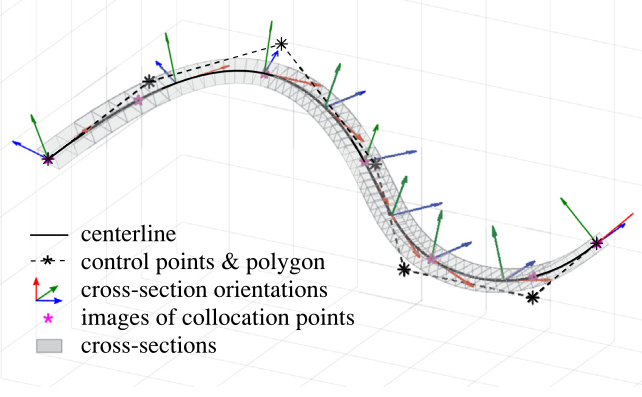 centerline
control points & polygon
cross-section orientations
images of collocation points
cross-sections